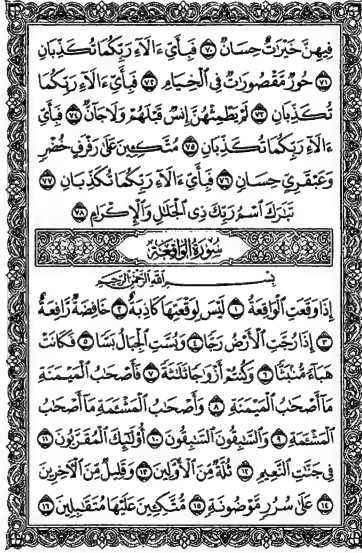 فِيهِنَّ خَيْرَٰتٌ حِسَانٌ ٧٠ فَبِأَيِّ ءَالَآءِ رَبِّكُمَا تُكَذِّبَانِ
٧١ حُورٌ مَّقْصُورَٰتٌ فِى ٱلْخِيَامِ ٧٢ فَبِأَيِّ ءَالَآءِ رَبِّكُمَا
تُكَذِّبَانِ ٧٣ لَمْ يَطْمِثْهُنَّ إِنسٌ قَبْلَهُمْ وَلَا جَآنٌّ ٧٤ فَبِأَيِّ
ءَالَآءِ رَبِّكُمَا تُكَذِّبَانِ ٧٥ مُتَّكِـِٔينَ عَلَىٰ رَفْرَفٍ خُضْرٍ
وَعَبْقَرِىٍّ حِسَانٍ ٧٦ فَبِأَيِّ ءَالَآءِ رَبِّكُمَا تُكَذِّبَانِ ٧٧
تَبَٰرَكَ ٱسْمُ رَبِّكَ ذِى ٱلْجَلَٰلِ وَٱلْإِكْرَامِ ٧٨
سُورَةُ الوَاقِعَةِ
بِسْمِ ٱللَّهِ ٱلرَّحْمَٰنِ ٱلرَّحِيمِ
إِذَا وَقَعَتِ ٱلْوَاقِعَةُ ١ لَيْسَ لِوَقْعَتِهَا كَاذِبَةٌ ٢ خَافِضَةٌ رَّافِعَةٌ
٣ إِذَا رُجَّتِ ٱلْأَرْضُ رَجًّا ٤ وَبُسَّتِ ٱلْجِبَالُ بَسًّا ٥ فَكَانَتْ
هَبَآءً مُّنۢبَثًّا ٦ وَكُنتُمْ أَزْوَٰجًا ثَلَٰثَةً ٧ فَأَصْحَٰبُ ٱلْمَيْمَنَةِ
مَآ أَصْحَٰبُ ٱلْمَيْمَنَةِ ٨ وَأَصْحَٰبُ ٱلْمَشْـَٔمَةِ مَآ أَصْحَٰبُ
ٱلْمَشْـَٔمَةِ ٩ وَٱلسَّٰبِقُونَ ٱلسَّٰبِقُونَ ١٠ أُو۟لَٰٓئِكَ ٱلْمُقَرَّبُونَ ١١
فِى جَنَّٰتِ ٱلنَّعِيمِ ١٢ ثُلَّةٌ مِّنَ ٱلْأَوَّلِينَ ١٣ وَقَلِيلٌ مِّنَ ٱلْأَخِرِينَ
١٤ عَلَىٰ سُرُرٍ مَّوْضُونَةٍ ١٥ مُّتَّكِـِٔينَ عَلَيْهَا مُتَقَٰبِلِينَ ١٦